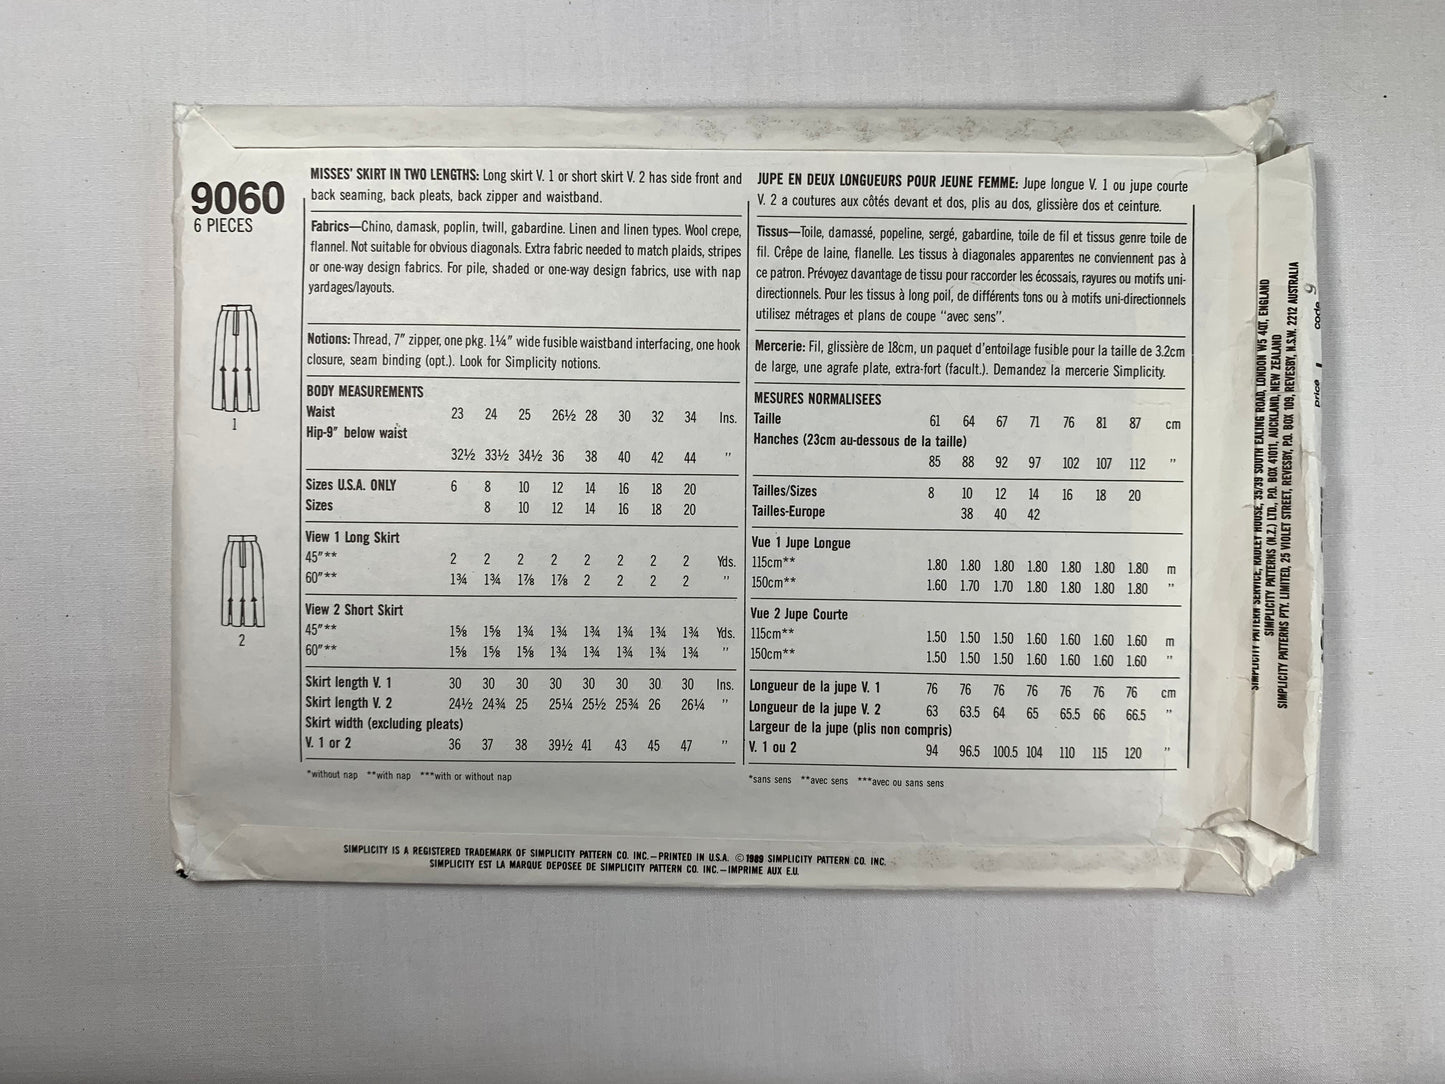 9060
6 PIECES
1
2
MISSES' SKIRT IN TWO LENGTHS: Long skirt V. 1 or short skirt V. 2 has side front and
back seaming, back pleats, back zipper and waistband.
Fabrics—Chino, damask, poplin, twill, gabardine. Linen and linen types. Wool crepe,
flannel. Not suitable for obvious diagonals. Extra fabric needed to match plaids, stripes
or one-way design fabrics. For pile, shaded or one-way design fabrics, use with nap
yardages/layouts.
Notions: Thread, 7" zipper, one pkg. 1¼" wide fusible waistband interfacing, one hook
closure, seam binding (opt.). Look for Simplicity notions.
BODY MEASUREMENTS
Waist 23 24 25 26½ 28 30 32 34 Ins.
Hip-9" below waist
32½ 33½ 34½ 36 38 40 42 44 "
Sizes U.S.A. ONLY 6 8 10 12 14 16 18 20
Sizes 8 10 12 14 16 18 20
View 1 Long Skirt
45"** 2 2 2 2 2 2 2 2 Yds.
60"** 1¾ 1¾ 1⅞ 1⅞ 2 2 2 2 "
View 2 Short Skirt
45"** 1⅝ 1⅝ 1¾ 1¾ 1¾ 1¾ 1¾ 1¾ Yds.
60"** 1⅝ 1⅝ 1⅝ 1¾ 1¾ 1¾ 1¾ 1¾ "
Skirt length V. 1 30 30 30 30 30 30 30 30 Ins.
Skirt length V. 2 24½ 24¾ 25 25¼ 25½ 25¾ 26 26¼ "
Skirt width (excluding pleats)
V. 1 or 2 36 37 38 39½ 41 43 45 47 "
*without nap **with nap ***with or without nap
JUPE EN DEUX LONGUEURS POUR JEUNE FEMME: Jupe longue V. 1 ou jupe courte
V. 2 a coutures aux côtés devant et dos, plis au dos, glissière dos et ceinture.
Tissus—Toile, damassé, popeline, sergé, gabardine, toile de fil et tissus genre toile de
fil. Crêpe de laine, flanelle. Les tissus à diagonales apparentes ne conviennent pas à
ce patron. Prévoyez davantage de tissu pour raccorder les écossais, rayures ou motifs uni-
directionnels. Pour les tissus à long poil, de différents tons ou à motifs uni-directionnels
utilisez métrages et plans de coupe "avec sens".
Mercerie: Fil, glissière de 18cm, un paquet d'entoilage fusible pour la taille de 3.2cm
de large, une agrafe plate, extra-fort (facult.). Demandez la mercerie Simplicity.
MESURES NORMALISEES
Taille 61 64 67 71 76 81 87 cm
Hanches (23cm au-dessous de la taille)
85 88 92 97 102 107 112 "
Tailles/Sizes 8 10 12 14 16 18 20
Tailles-Europe 38 40 42
Vue 1 Jupe Longue
115cm** 1.80 1.80 1.80 1.80 1.80 1.80 1.80 m
150cm** 1.60 1.70 1.70 1.80 1.80 1.80 1.80 "
Vue 2 Jupe Courte
115cm** 1.50 1.50 1.50 1.60 1.60 1.60 1.60 m
150cm** 1.50 1.50 1.50 1.60 1.60 1.60 1.60 "
Longueur de la jupe V. 1 76 76 76 76 76 76 76 cm
Longueur de la jupe V. 2 63 63.5 64 65 65.5 66 66.5 "
Largeur de la jupe (plis non compris)
V. 1 ou 2 94 96.5 100.5 104 110 115 120 "
*sans sens **avec sens ***avec ou sans sens
SIMPLICITY IS A REGISTERED TRADEMARK OF SIMPLICITY PATTERN CO. INC.—PRINTED IN U.S.A. ©1989 SIMPLICITY PATTERN CO. INC.
SIMPLICITY EST LA MARQUE DEPOSEE DE SIMPLICITY PATTERN CO. INC.—IMPRIME AUX E.U.
SIMPLICITY PATTERN SERVICE, HADLEY HOUSE, 35/39 SOUTH EALING ROAD, LONDON W5 4QT, ENGLAND
SIMPLICITY PATTERNS (N.Z.) LTD., P.O. BOX 41011, AUCKLAND, NEW ZEALAND
SIMPLICITY PATTERNS PTY. LIMITED, 25 VIOLET STREET, REVESBY, P.O. BOX 109, REVESBY, N.S.W. 2212 AUSTRALIA
price code 9